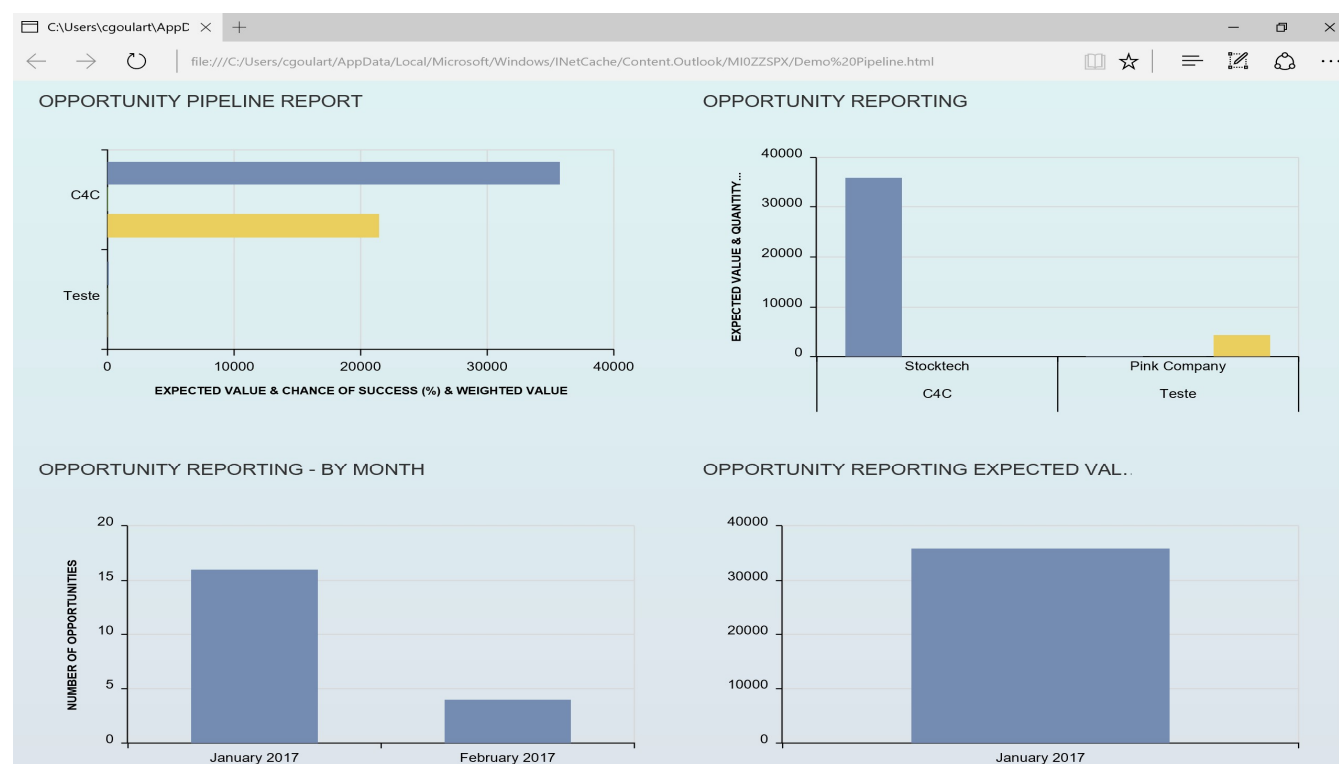 C:\Users\cgoulart\AppD
file:///C:/Users/cgoulart/AppData/Local/Microsoft/Windows/INetCache/Content.Outlook/MI0ZZSPX/Demo%20Pipeline.html
OPPORTUNITY PIPELINE REPORT
C4C
Teste
0 10000 20000 30000 40000
EXPECTED VALUE & CHANCE OF SUCCESS (%) & WEIGHTED VALUE
OPPORTUNITY REPORTING
EXPECTED VALUE & QUANTITY...
40000
30000
20000
10000
0
Stocktech Pink Company
C4C Teste
OPPORTUNITY REPORTING - BY MONTH
NUMBER OF OPPORTUNITIES
20
15
10
5
0
January 2017 February 2017
OPPORTUNITY REPORTING EXPECTED VAL..
40000
30000
20000
10000
0
January 2017